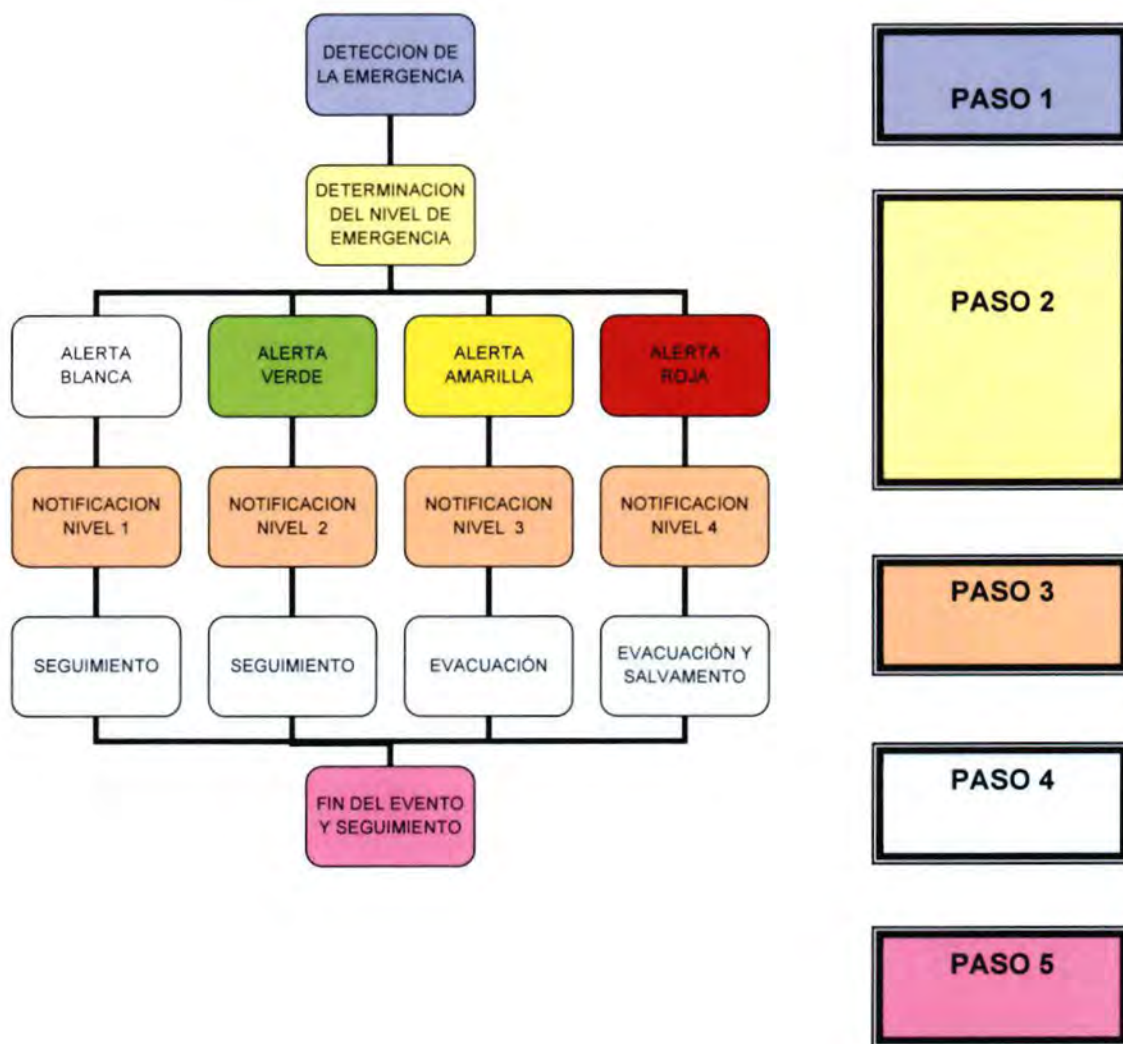 DETECCION DE
LA EMERGENCIA
PASO 1
DETERMINACION
DEL NIVEL DE
EMERGENCIA
PASO 2
ALERTA
BLANCA
ALERTA
VERDE
ALERTA
AMARILLA
ALERTA
ROJA
NOTIFICACION
NIVEL 1
NOTIFICACION
NIVEL 2
NOTIFICACION
NIVEL 3
NOTIFICACION
NIVEL 4
PASO 3
SEGUIMIENTO
SEGUIMIENTO
EVACUACIÓN
EVACUACIÓN Y
SALVAMENTO
PASO 4
FIN DEL EVENTO
Y SEGUIMIENTO
PASO 5